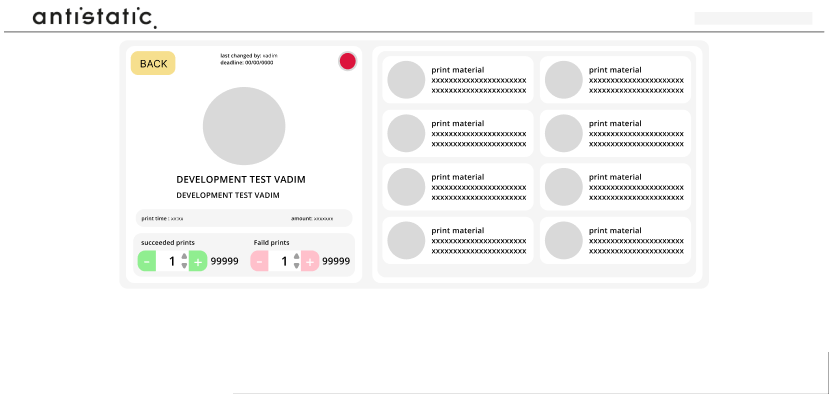 antistatic.
BACK
last changed by: vadim
deadline: 00/00/0000
DEVELOPMENT TEST VADIM
DEVELOPMENT TEST VADIM
print time : xx:xx
amount: xxxxxxx
succeeded prints
- 1 + 99999
Faild prints
- 1 + 99999
print material
xxxxxxxxxxxxxxxxxxxxxx
xxxxxxxxxxxxxxxxxxxxxx
print material
xxxxxxxxxxxxxxxxxxxxxx
xxxxxxxxxxxxxxxxxxxxxx
print material
xxxxxxxxxxxxxxxxxxxxxx
xxxxxxxxxxxxxxxxxxxxxx
print material
xxxxxxxxxxxxxxxxxxxxxx
xxxxxxxxxxxxxxxxxxxxxx
print material
xxxxxxxxxxxxxxxxxxxxxx
xxxxxxxxxxxxxxxxxxxxxx
print material
xxxxxxxxxxxxxxxxxxxxxx
xxxxxxxxxxxxxxxxxxxxxx
print material
xxxxxxxxxxxxxxxxxxxxxx
xxxxxxxxxxxxxxxxxxxxxx
print material
xxxxxxxxxxxxxxxxxxxxxx
xxxxxxxxxxxxxxxxxxxxxx